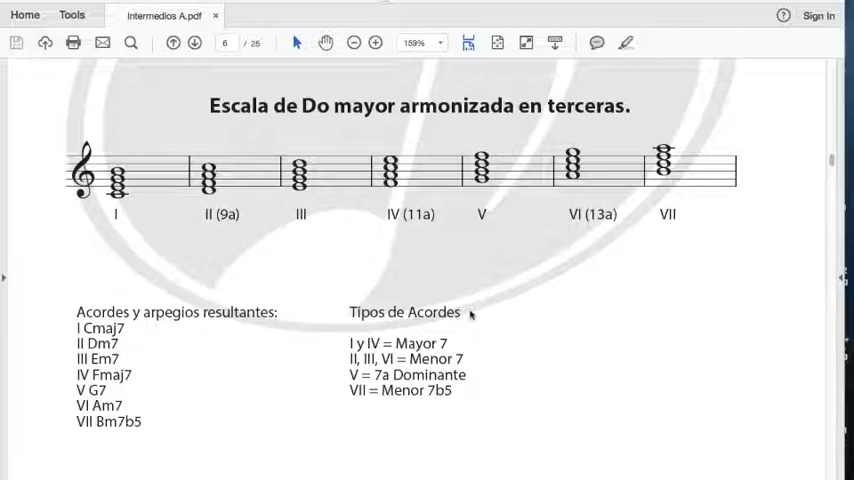 Home Tools Intermedios A.pdf × ? Sign In
6 / 25 159%
Escala de Do mayor armonizada en terceras.
I II (9a) III IV (11a) V VI (13a) VII
Acordes y arpegios resultantes:
I Cmaj7
II Dm7
III Em7
IV Fmaj7
V G7
VI Am7
VII Bm7b5
Tipos de Acordes
I y IV = Mayor 7
II, III, VI = Menor 7
V = 7a Dominante
VII = Menor 7b5